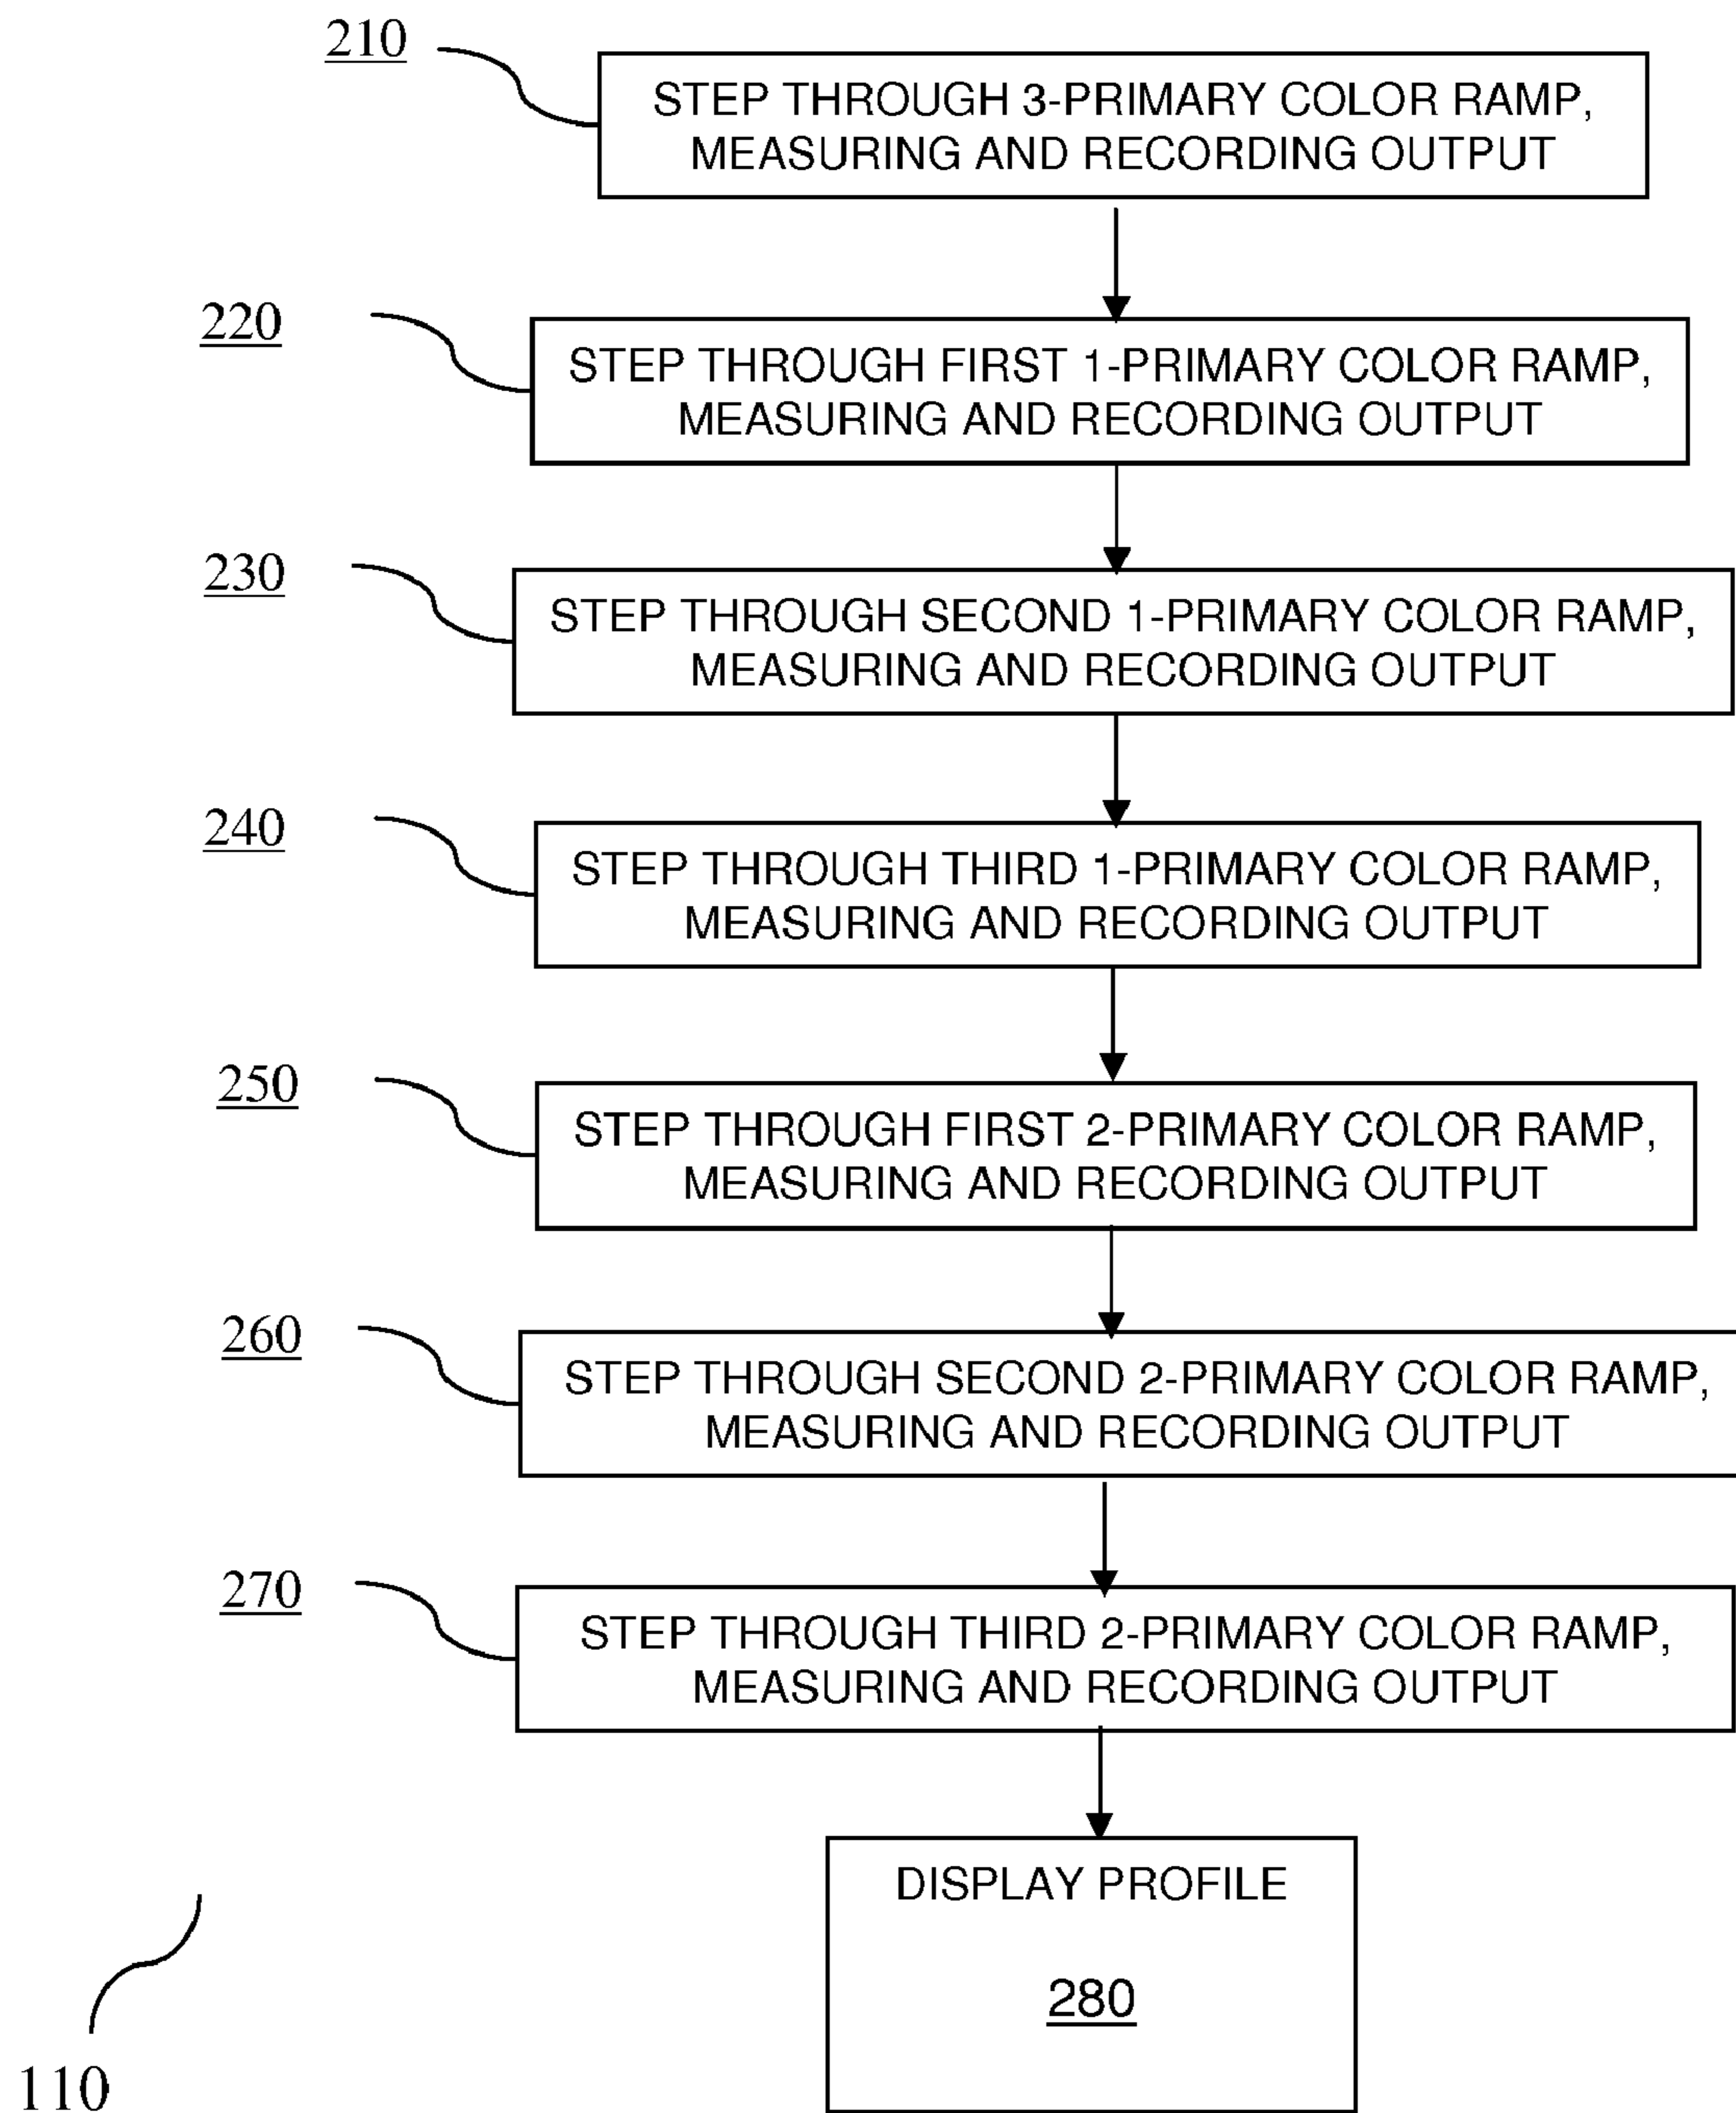 210
STEP THROUGH 3-PRIMARY COLOR RAMP,
MEASURING AND RECORDING OUTPUT
220
STEP THROUGH FIRST 1-PRIMARY COLOR RAMP,
MEASURING AND RECORDING OUTPUT
230
STEP THROUGH SECOND 1-PRIMARY COLOR RAMP,
MEASURING AND RECORDING OUTPUT
240
STEP THROUGH THIRD 1-PRIMARY COLOR RAMP,
MEASURING AND RECORDING OUTPUT
250
STEP THROUGH FIRST 2-PRIMARY COLOR RAMP,
MEASURING AND RECORDING OUTPUT
260
STEP THROUGH SECOND 2-PRIMARY COLOR RAMP,
MEASURING AND RECORDING OUTPUT
270
STEP THROUGH THIRD 2-PRIMARY COLOR RAMP,
MEASURING AND RECORDING OUTPUT
DISPLAY PROFILE
280
110